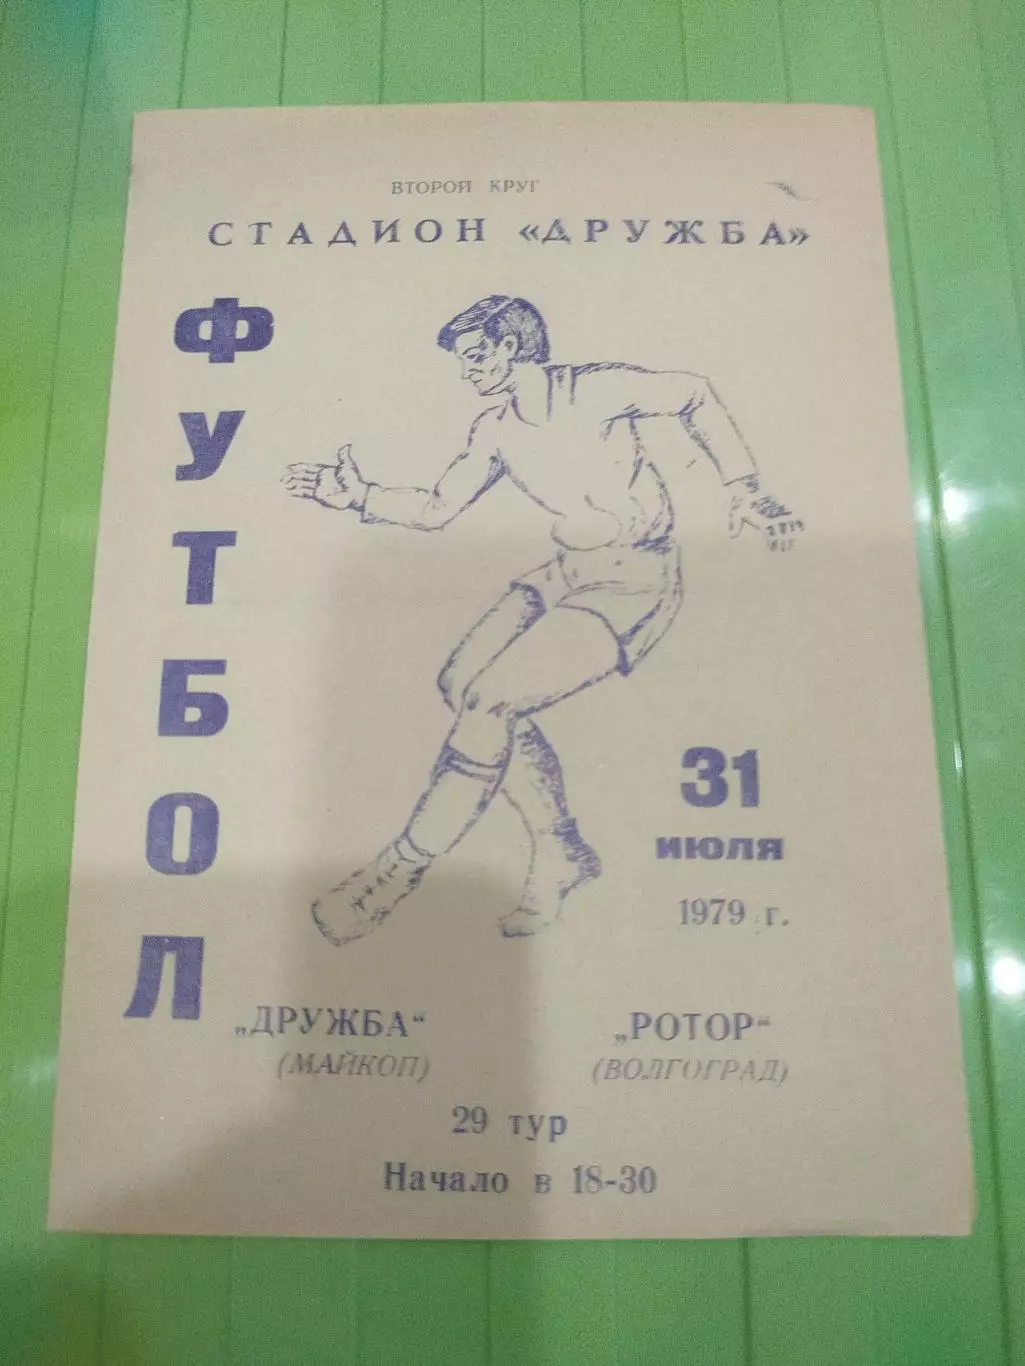 ВТОРОЙ КРУГ
СТАДИОН «ДРУЖБА»
ФУТБОЛ
31
июля
1979 г.
„ДРУЖБА“
(МАЙКОП)
„РОТОР“
(ВОЛГОГРАД)
29 тур
Начало в 18-30